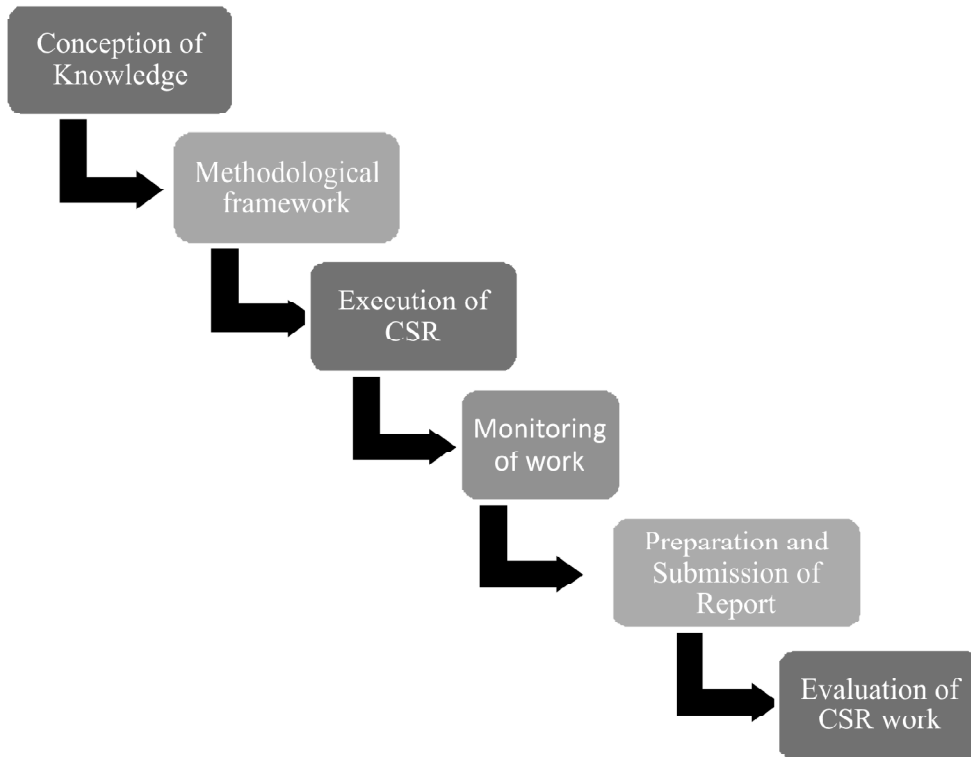 Conception of
Knowledge
Methodological
framework
Execution of
CSR
Monitoring
of work
Preparation and
Submission of
Report
Evaluation of
CSR work